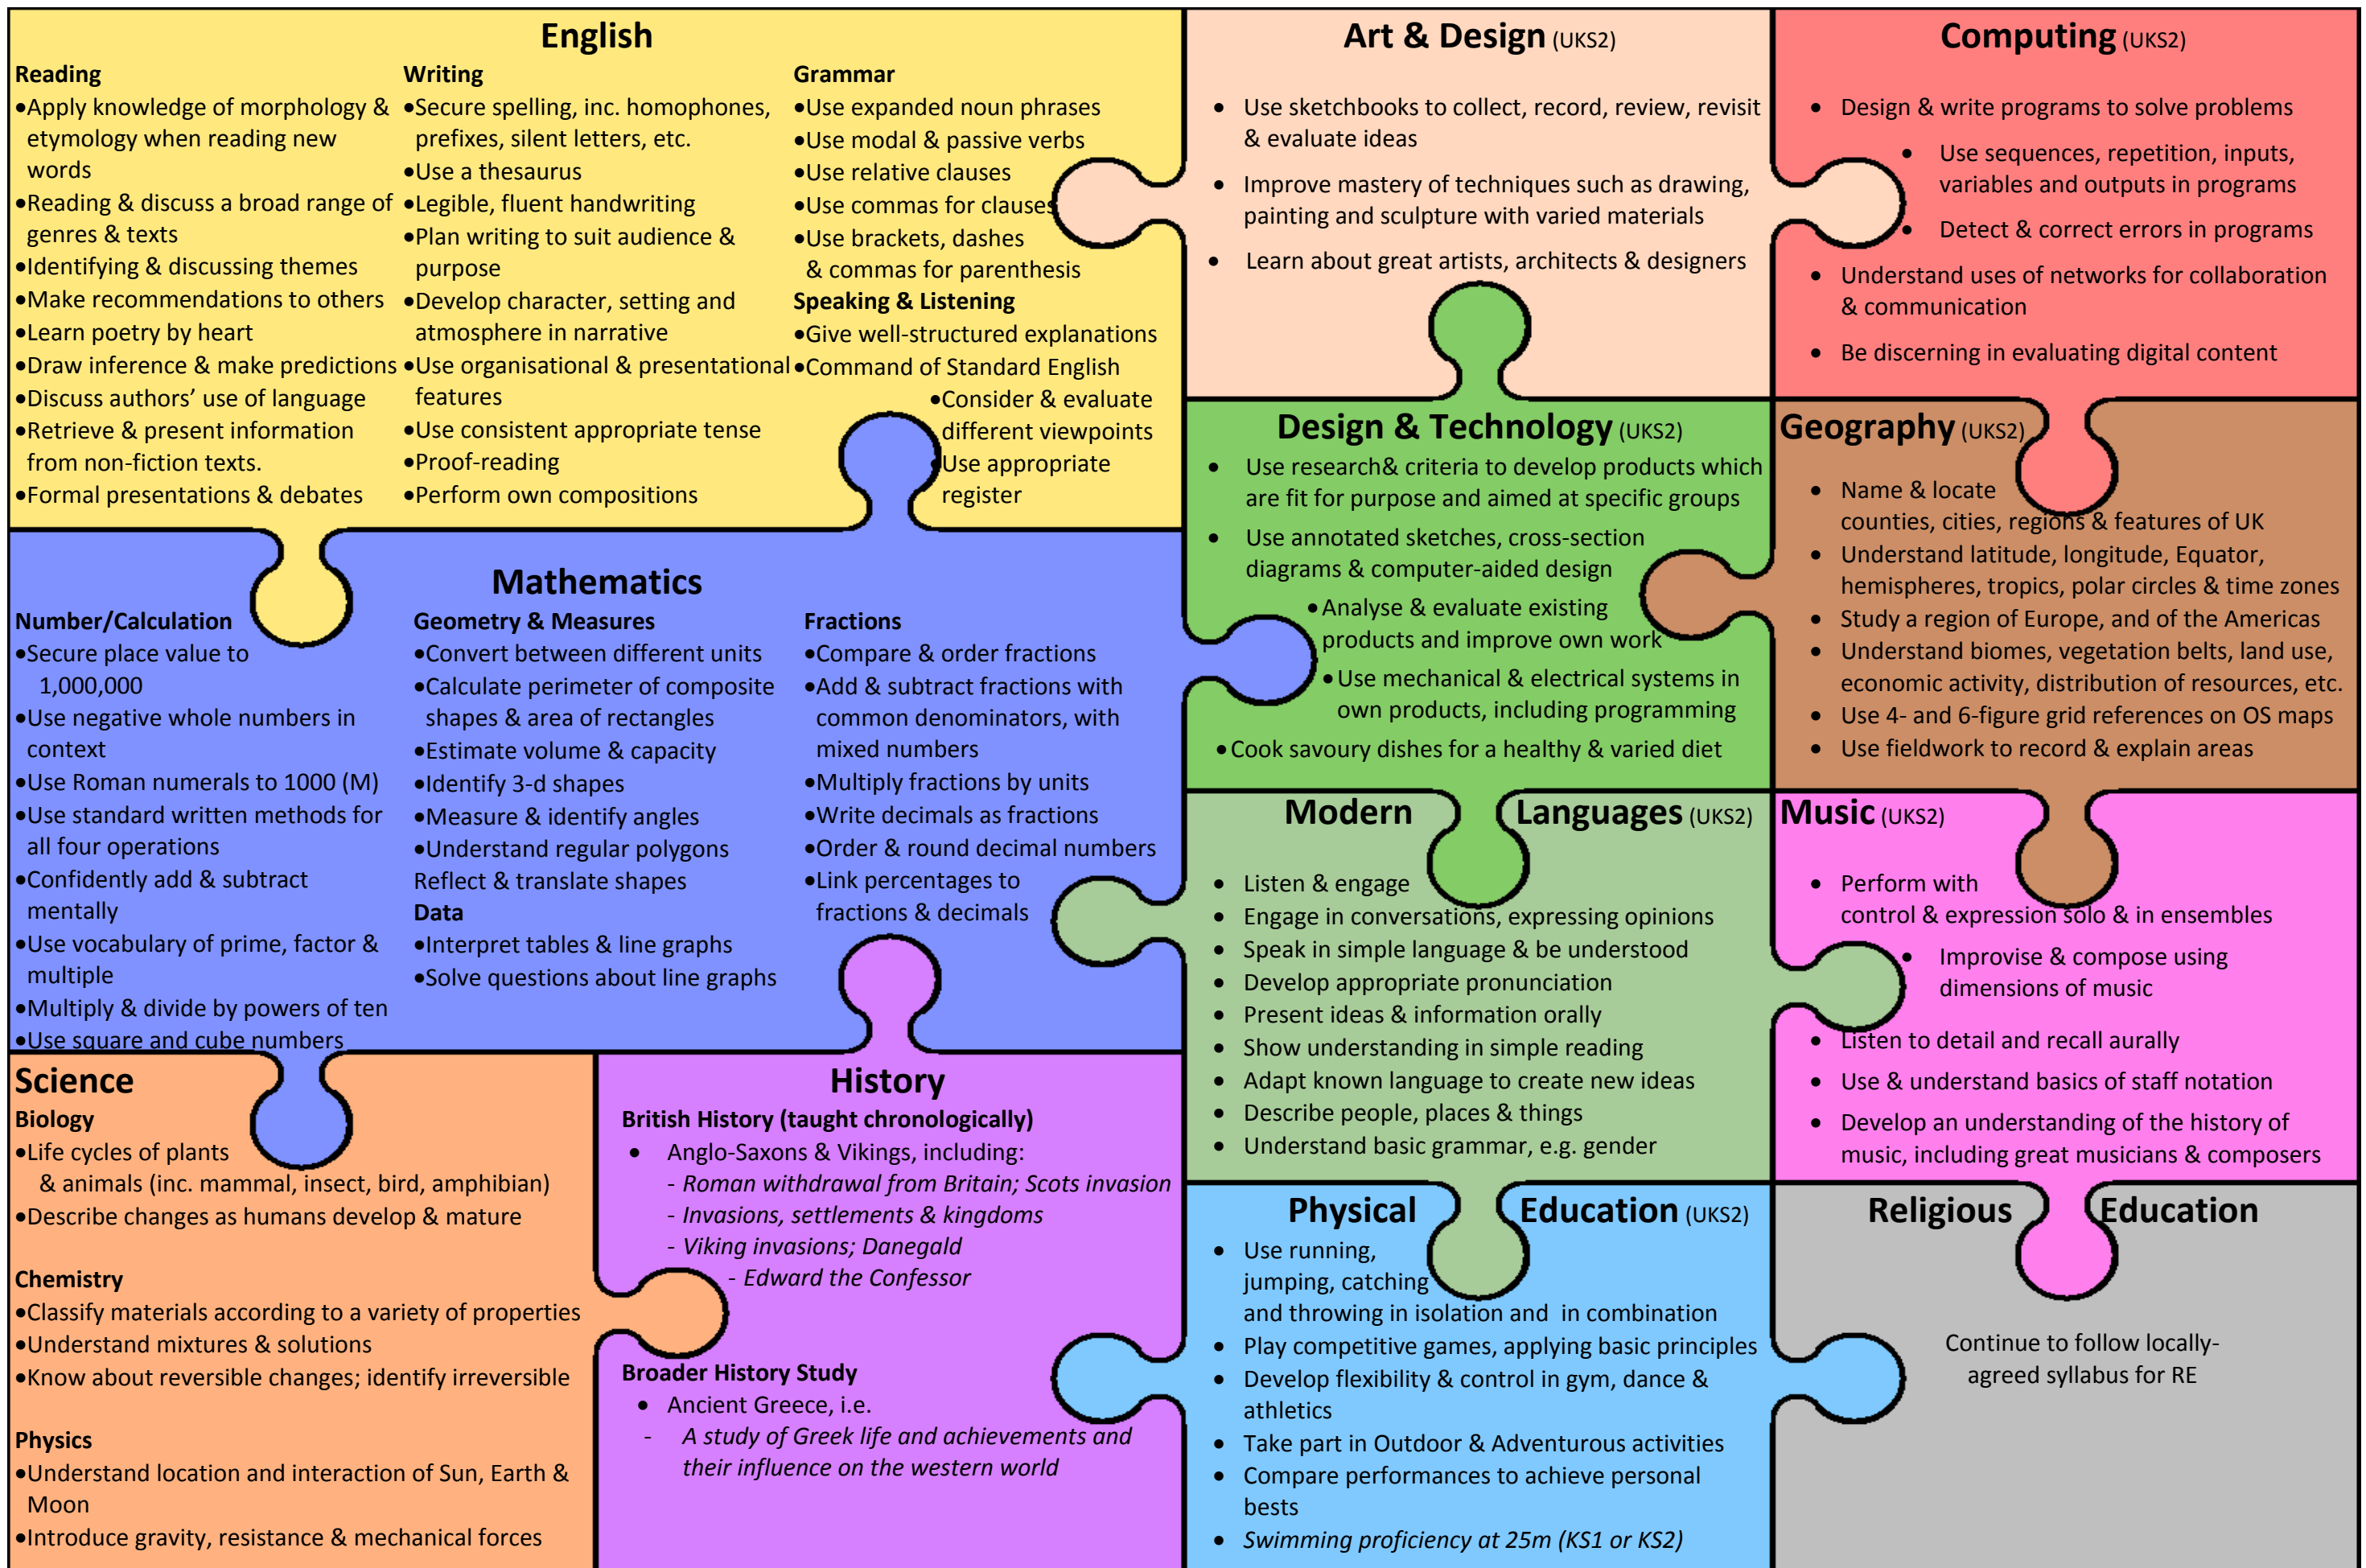 English
Reading
•Apply knowledge of morphology &
etymology when reading new
words
•Reading & discuss a broad range of
genres & texts
•Identifying & discussing themes
•Make recommendations to others
•Learn poetry by heart
•Draw inference & make predictions
•Discuss authors’ use of language
•Retrieve & present information
from non-fiction texts.
•Formal presentations & debates
Writing
•Secure spelling, inc. homophones,
prefixes, silent letters, etc.
•Use a thesaurus
•Legible, fluent handwriting
•Plan writing to suit audience &
purpose
•Develop character, setting and
atmosphere in narrative
•Use organisational & presentational
features
•Use consistent appropriate tense
•Proof-reading
•Perform own compositions
Grammar
•Use expanded noun phrases
•Use modal & passive verbs
•Use relative clauses
•Use commas for clauses
•Use brackets, dashes
& commas for parenthesis
Speaking & Listening
•Give well-structured explanations
•Command of Standard English
•Consider & evaluate
different viewpoints
•Use appropriate
register
Art & Design (UKS2)
• Use sketchbooks to collect, record, review, revisit
& evaluate ideas
• Improve mastery of techniques such as drawing,
painting and sculpture with varied materials
• Learn about great artists, architects & designers
Computing (UKS2)
• Design & write programs to solve problems
• Use sequences, repetition, inputs,
variables and outputs in programs
• Detect & correct errors in programs
• Understand uses of networks for collaboration
& communication
• Be discerning in evaluating digital content
Mathematics
Number/Calculation
•Secure place value to
1,000,000
•Use negative whole numbers in
context
•Use Roman numerals to 1000 (M)
•Use standard written methods for
all four operations
•Confidently add & subtract
mentally
•Use vocabulary of prime, factor &
multiple
•Multiply & divide by powers of ten
•Use square and cube numbers
Geometry & Measures
•Convert between different units
•Calculate perimeter of composite
shapes & area of rectangles
•Estimate volume & capacity
•Identify 3-d shapes
•Measure & identify angles
•Understand regular polygons
Reflect & translate shapes
Data
•Interpret tables & line graphs
•Solve questions about line graphs
Fractions
•Compare & order fractions
•Add & subtract fractions with
common denominators, with
mixed numbers
•Multiply fractions by units
•Write decimals as fractions
•Order & round decimal numbers
•Link percentages to
fractions & decimals
Design & Technology (UKS2)
• Use research& criteria to develop products which
are fit for purpose and aimed at specific groups
• Use annotated sketches, cross-section
diagrams & computer-aided design
•Analyse & evaluate existing
products and improve own work
•Use mechanical & electrical systems in
own products, including programming
•Cook savoury dishes for a healthy & varied diet
Geography (UKS2)
• Name & locate
counties, cities, regions & features of UK
• Understand latitude, longitude, Equator,
hemispheres, tropics, polar circles & time zones
• Study a region of Europe, and of the Americas
• Understand biomes, vegetation belts, land use,
economic activity, distribution of resources, etc.
• Use 4- and 6-figure grid references on OS maps
• Use fieldwork to record & explain areas
Modern Languages (UKS2)
• Listen & engage
• Engage in conversations, expressing opinions
• Speak in simple language & be understood
• Develop appropriate pronunciation
• Present ideas & information orally
• Show understanding in simple reading
• Adapt known language to create new ideas
• Describe people, places & things
• Understand basic grammar, e.g. gender
Music (UKS2)
• Perform with
control & expression solo & in ensembles
• Improvise & compose using
dimensions of music
• Listen to detail and recall aurally
• Use & understand basics of staff notation
• Develop an understanding of the history of
music, including great musicians & composers
Science
Biology
•Life cycles of plants
& animals (inc. mammal, insect, bird, amphibian)
•Describe changes as humans develop & mature
Chemistry
•Classify materials according to a variety of properties
•Understand mixtures & solutions
•Know about reversible changes; identify irreversible
Physics
•Understand location and interaction of Sun, Earth &
Moon
•Introduce gravity, resistance & mechanical forces
History
British History (taught chronologically)
• Anglo-Saxons & Vikings, including:
- Roman withdrawal from Britain; Scots invasion
- Invasions, settlements & kingdoms
- Viking invasions; Danegald
- Edward the Confessor
Broader History Study
• Ancient Greece, i.e.
- A study of Greek life and achievements and
their influence on the western world
Physical Education (UKS2)
• Use running,
jumping, catching
and throwing in isolation and in combination
• Play competitive games, applying basic principles
• Develop flexibility & control in gym, dance &
athletics
• Take part in Outdoor & Adventurous activities
• Compare performances to achieve personal
bests
• Swimming proficiency at 25m (KS1 or KS2)
Religious Education
Continue to follow locally-
agreed syllabus for RE